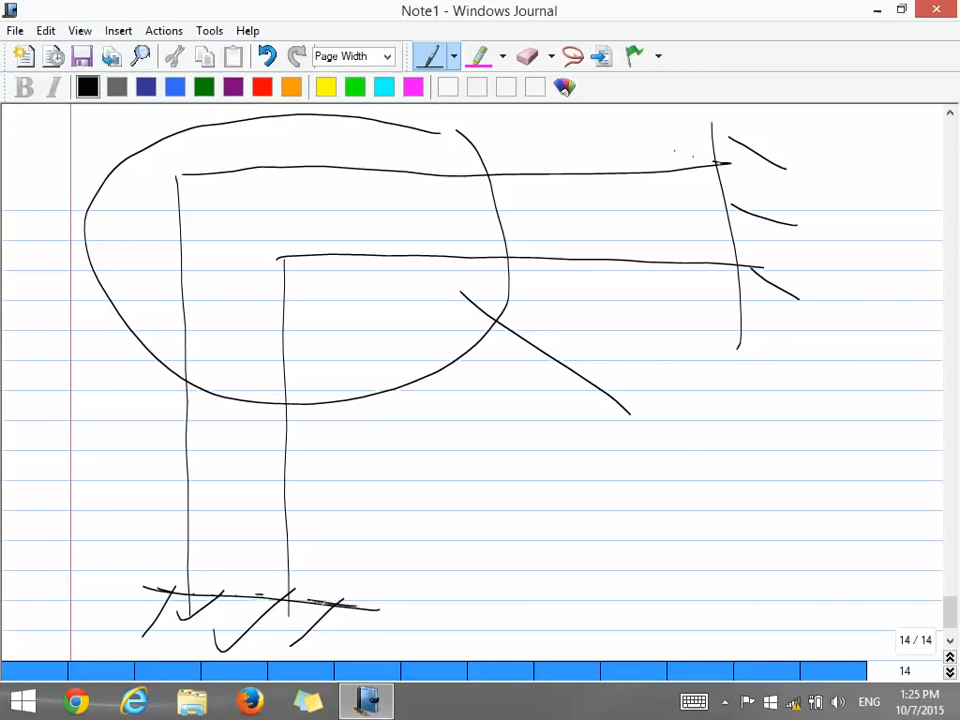 Note1 - Windows Journal
File Edit View Insert Actions Tools Help
Page Width
B I
14 / 14
14
ENG
1:25 PM
10/7/2015